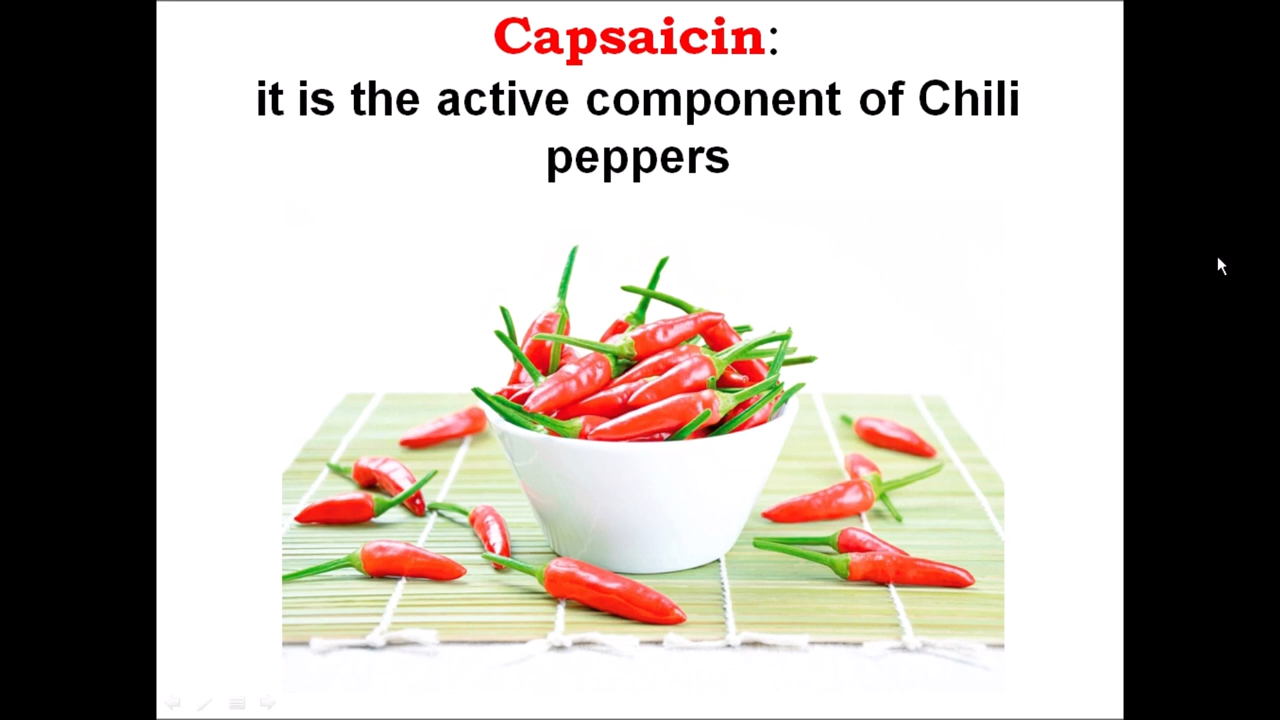 Capsaicin:
it is the active component of Chili
peppers